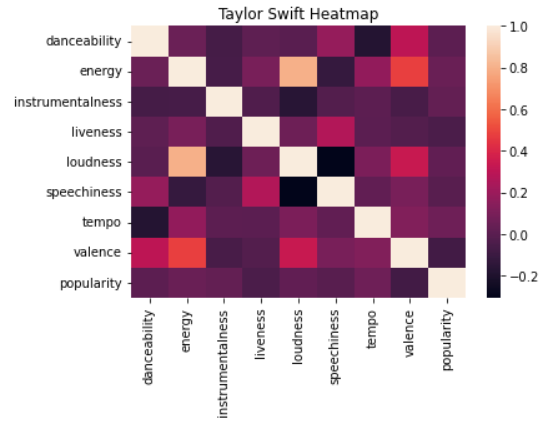 Taylor Swift Heatmap
danceability
energy
instrumentalness
liveness
loudness
speechiness
tempo
valence
popularity
danceability
energy
instrumentalness
liveness
loudness
speechiness
tempo
valence
popularity
1.0
0.8
0.6
0.4
0.2
0.0
−0.2